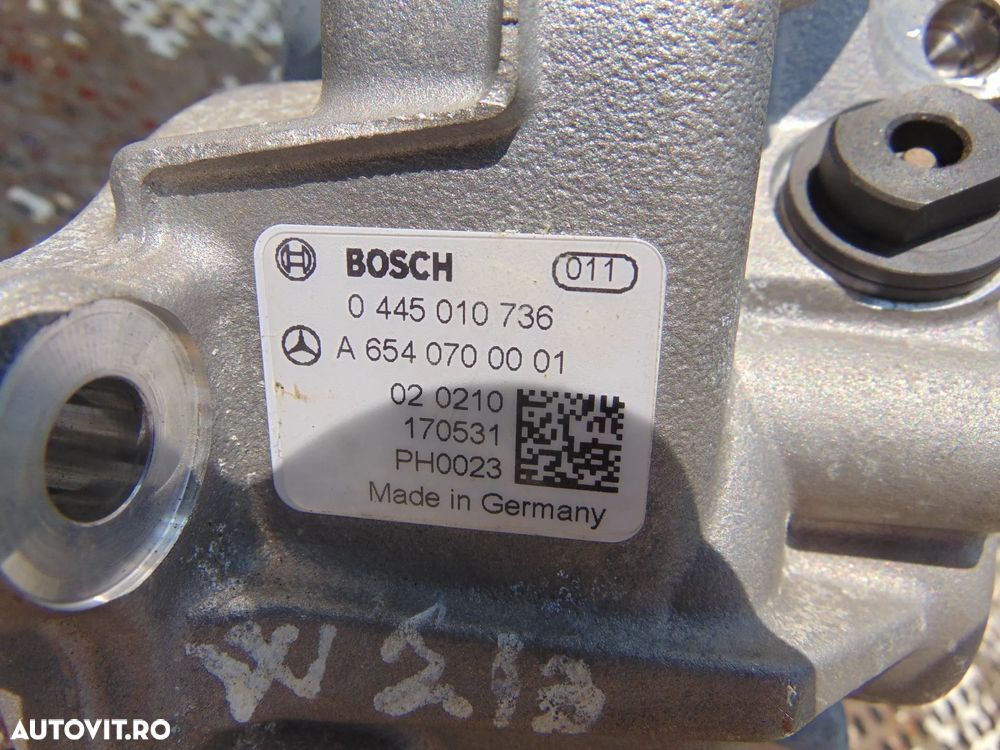 BOSCH 011
0 445 010 736
A 654 070 00 01
02 0210
170531
PH0023
Made in Germany
W 213
AUTOVIT.RO